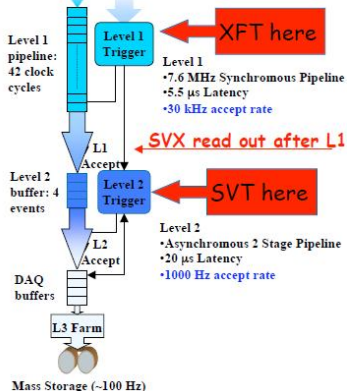 Level 1
pipeline:
42 clock
cycles
Level 1
Trigger
XFT here
Level 1
•7.6 MHz Synchromous Pipeline
•5.5 μs Latency
•30 kHz accept rate
L1
Accept
SVX read out after L1
Level 2
buffer: 4
events
Level 2
Trigger
SVT here
L2
Accept
Level 2
•Asynchromous 2 Stage Pipeline
•20 μs Latency
•1000 Hz accept rate
DAQ
buffers
L3 Farm
Mass Storage (~100 Hz)